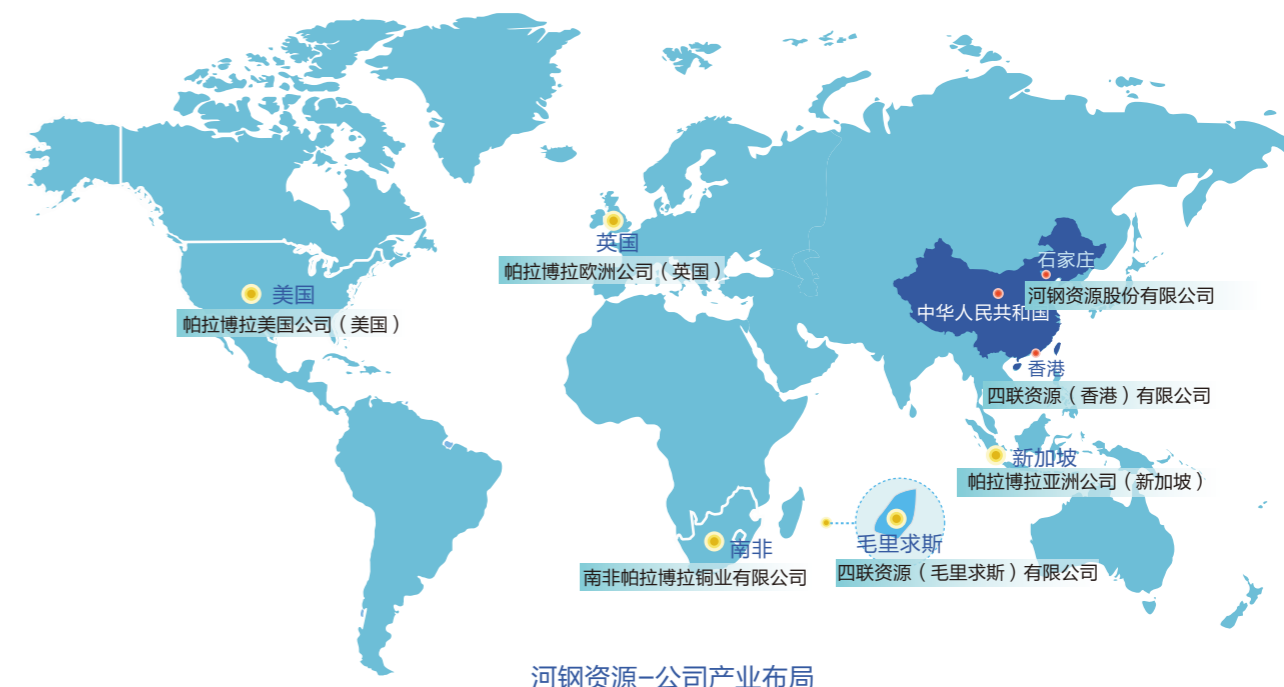 英国
帕拉博拉欧洲公司（英国）
美国
帕拉博拉美国公司（美国）
石家庄
河钢资源股份有限公司
中华人民共和国
香港
四联资源（香港）有限公司
新加坡
帕拉博拉亚洲公司（新加坡）
南非
南非帕拉博拉铜业有限公司
毛里求斯
四联资源（毛里求斯）有限公司
河钢资源-公司产业布局